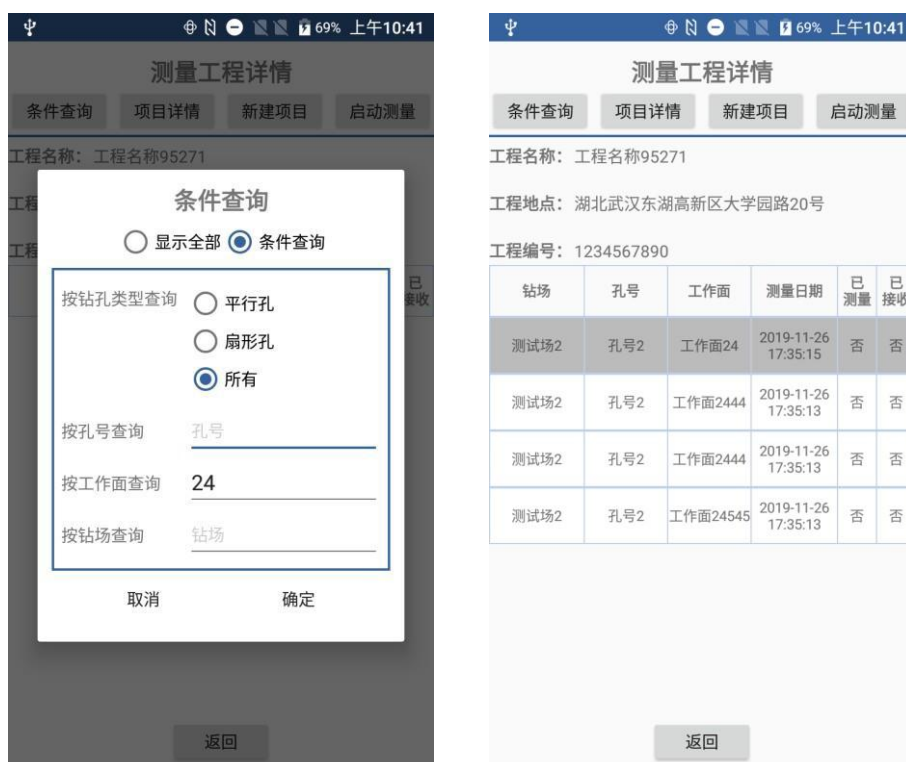 69% 上午10:41
测量工程详情
条件查询 项目详情 新建项目 启动测量
工程名称：工程名称95271
工程
条件查询
显示全部 条件查询
工程
已
接收
按钻孔类型查询 平行孔
扇形孔
所有
按孔号查询 孔号
按工作面查询 24
按钻场查询 钻场
取消 确定
返回
69% 上午10:41
测量工程详情
条件查询 项目详情 新建项目 启动测量
工程名称：工程名称95271
工程地点：湖北武汉东湖高新区大学园路20号
工程编号：1234567890
钻场 孔号 工作面 测量日期 已测量 已接收
测试场2 孔号2 工作面24 2019-11-26 17:35:15 否 否
测试场2 孔号2 工作面2444 2019-11-26 17:35:13 否 否
测试场2 孔号2 工作面2444 2019-11-26 17:35:13 否 否
测试场2 孔号2 工作面24545 2019-11-26 17:35:13 否 否
返回